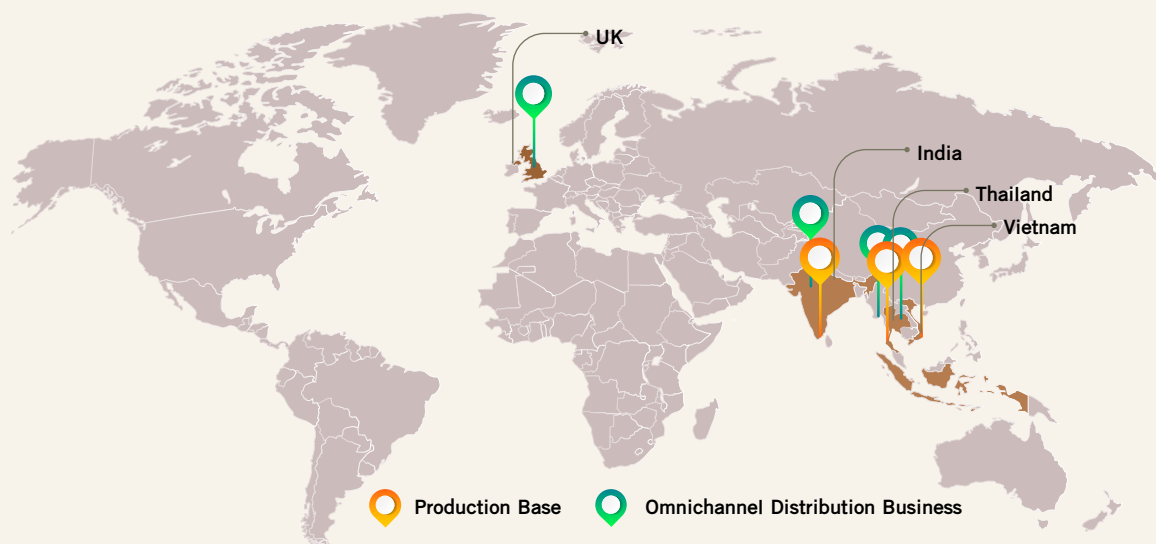 UK
India
Thailand
Vietnam
Production Base
Omnichannel Distribution Business